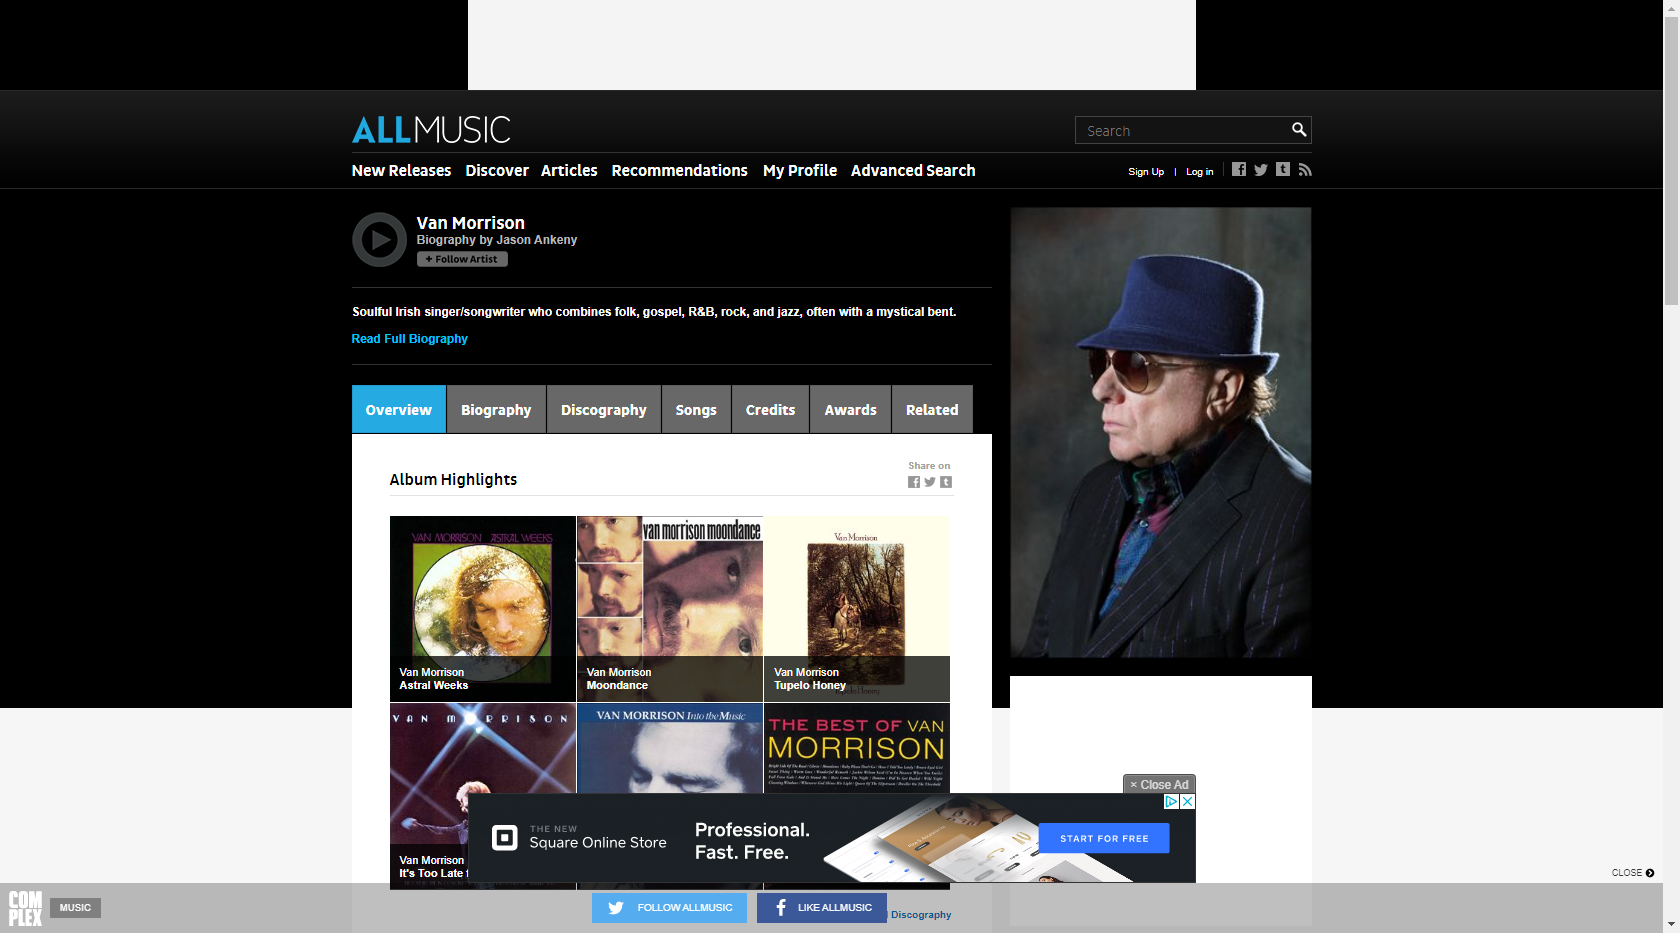 ALLMUSIC
Search
New Releases Discover Articles Recommendations My Profile Advanced Search
Sign Up | Log in
Van Morrison
Biography by Jason Ankeny
+ Follow Artist
Soulful Irish singer/songwriter who combines folk, gospel, R&B, rock, and jazz, often with a mystical bent.
Read Full Biography
Overview Biography Discography Songs Credits Awards Related
Album Highlights
Share on
VAN MORRISON ASTRAL WEEKS
Van Morrison
Astral Weeks
van morrison moondance
Van Morrison
Moondance
Van Morrison
Tupelo Honey
Van Morrison
Tupelo Honey
VAN MORRISON
Van Morrison
It's Too Late
VAN MORRISON Into the Music
THE BEST OF VAN
MORRISON
× Close Ad
THE NEW
Square Online Store
Professional.
Fast. Free.
START FOR FREE
CLOSE
COM
PLEX
MUSIC
FOLLOW ALLMUSIC
LIKE ALLMUSIC
Discography